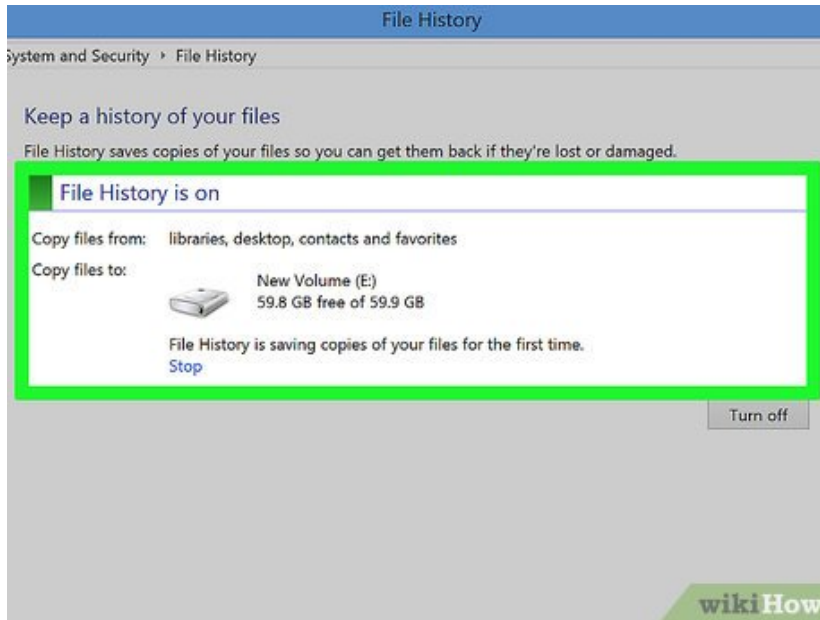 File History
System and Security ‣ File History
Keep a history of your files
File History saves copies of your files so you can get them back if they're lost or damaged.
File History is on
Copy files from: libraries, desktop, contacts and favorites
Copy files to:
New Volume (E:)
59.8 GB free of 59.9 GB
File History is saving copies of your files for the first time.
Stop
Turn off
wikiHow